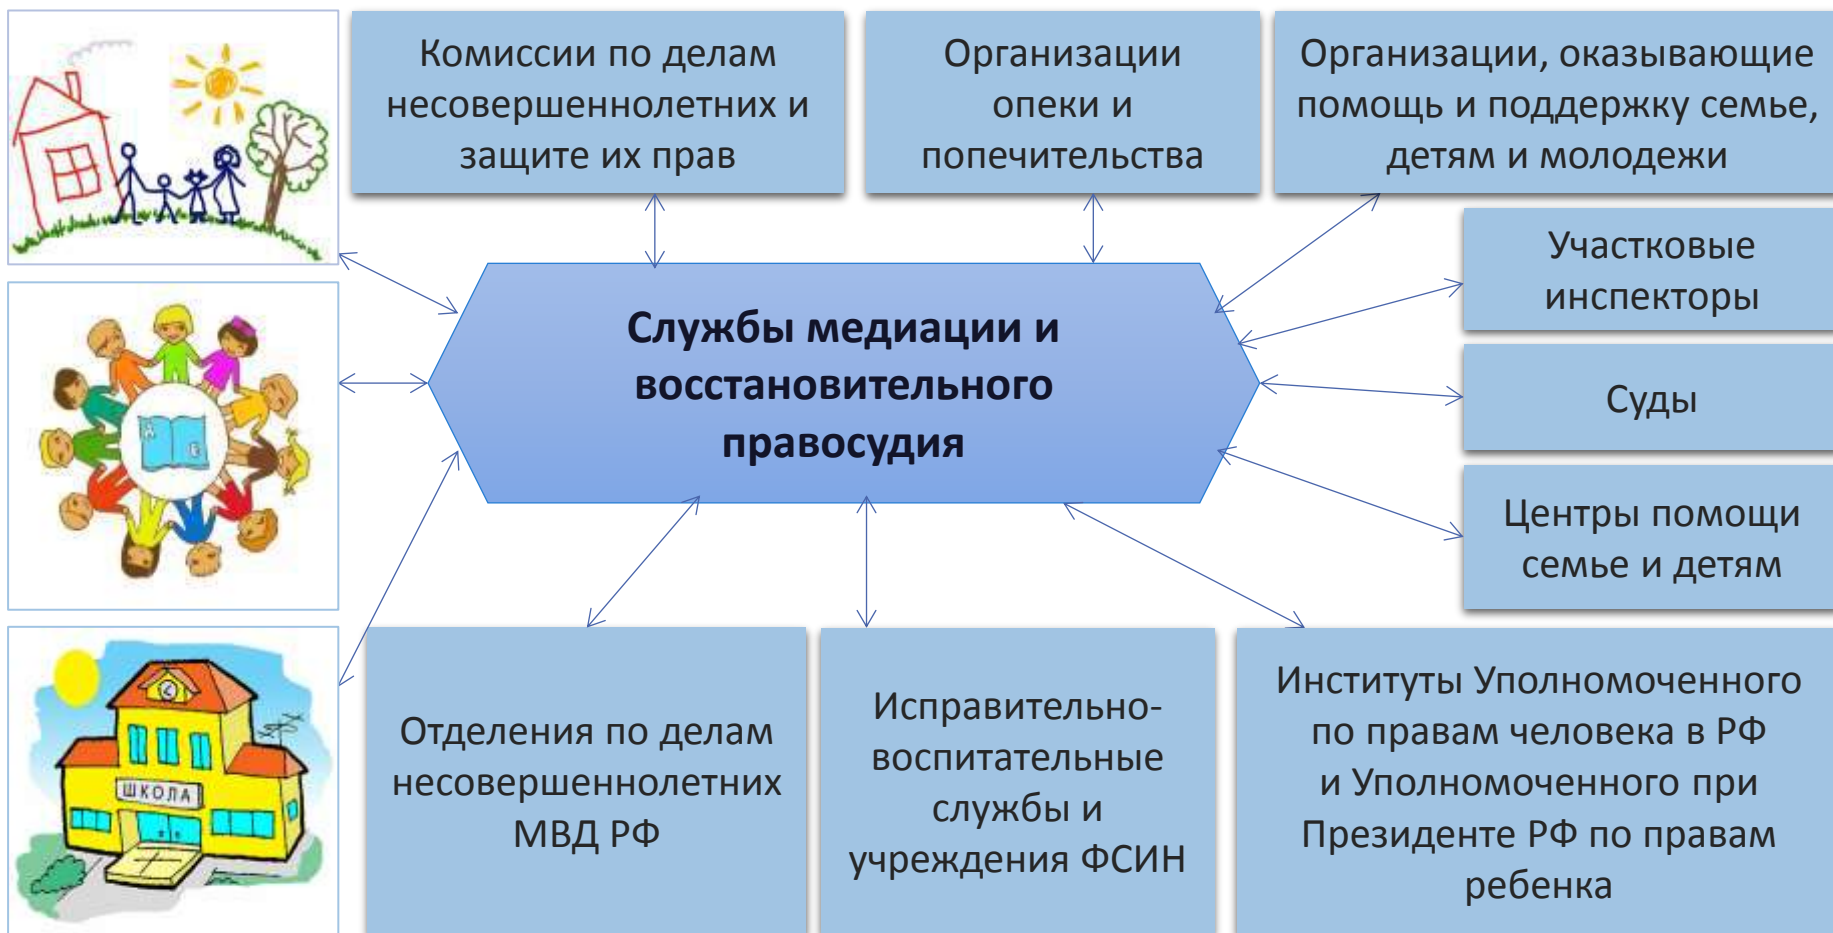 Комиссии по делам
несовершеннолетних и
защите их прав
Организации
опеки и
попечительства
Организации, оказывающие
помощь и поддержку семье,
детям и молодежи
Участковые
инспекторы
Службы медиации и
восстановительного
правосудия
Суды
Центры помощи
семье и детям
ШКОЛА
Отделения по делам
несовершеннолетних
МВД РФ
Исправительно-
воспитательные
службы и
учреждения ФСИН
Институты Уполномоченного
по правам человека в РФ
и Уполномоченного при
Президенте РФ по правам
ребенка